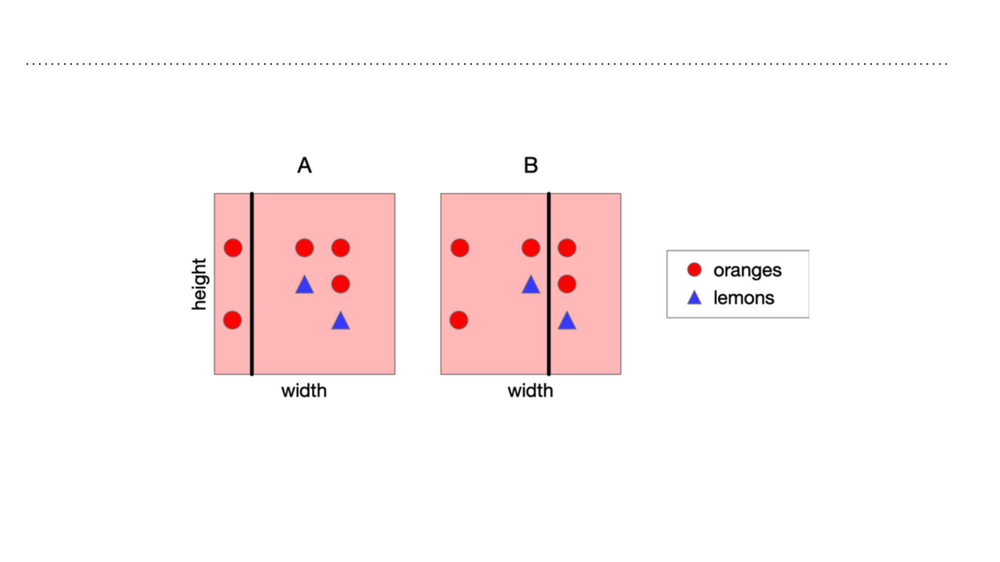 A
B
height
width
width
oranges
lemons